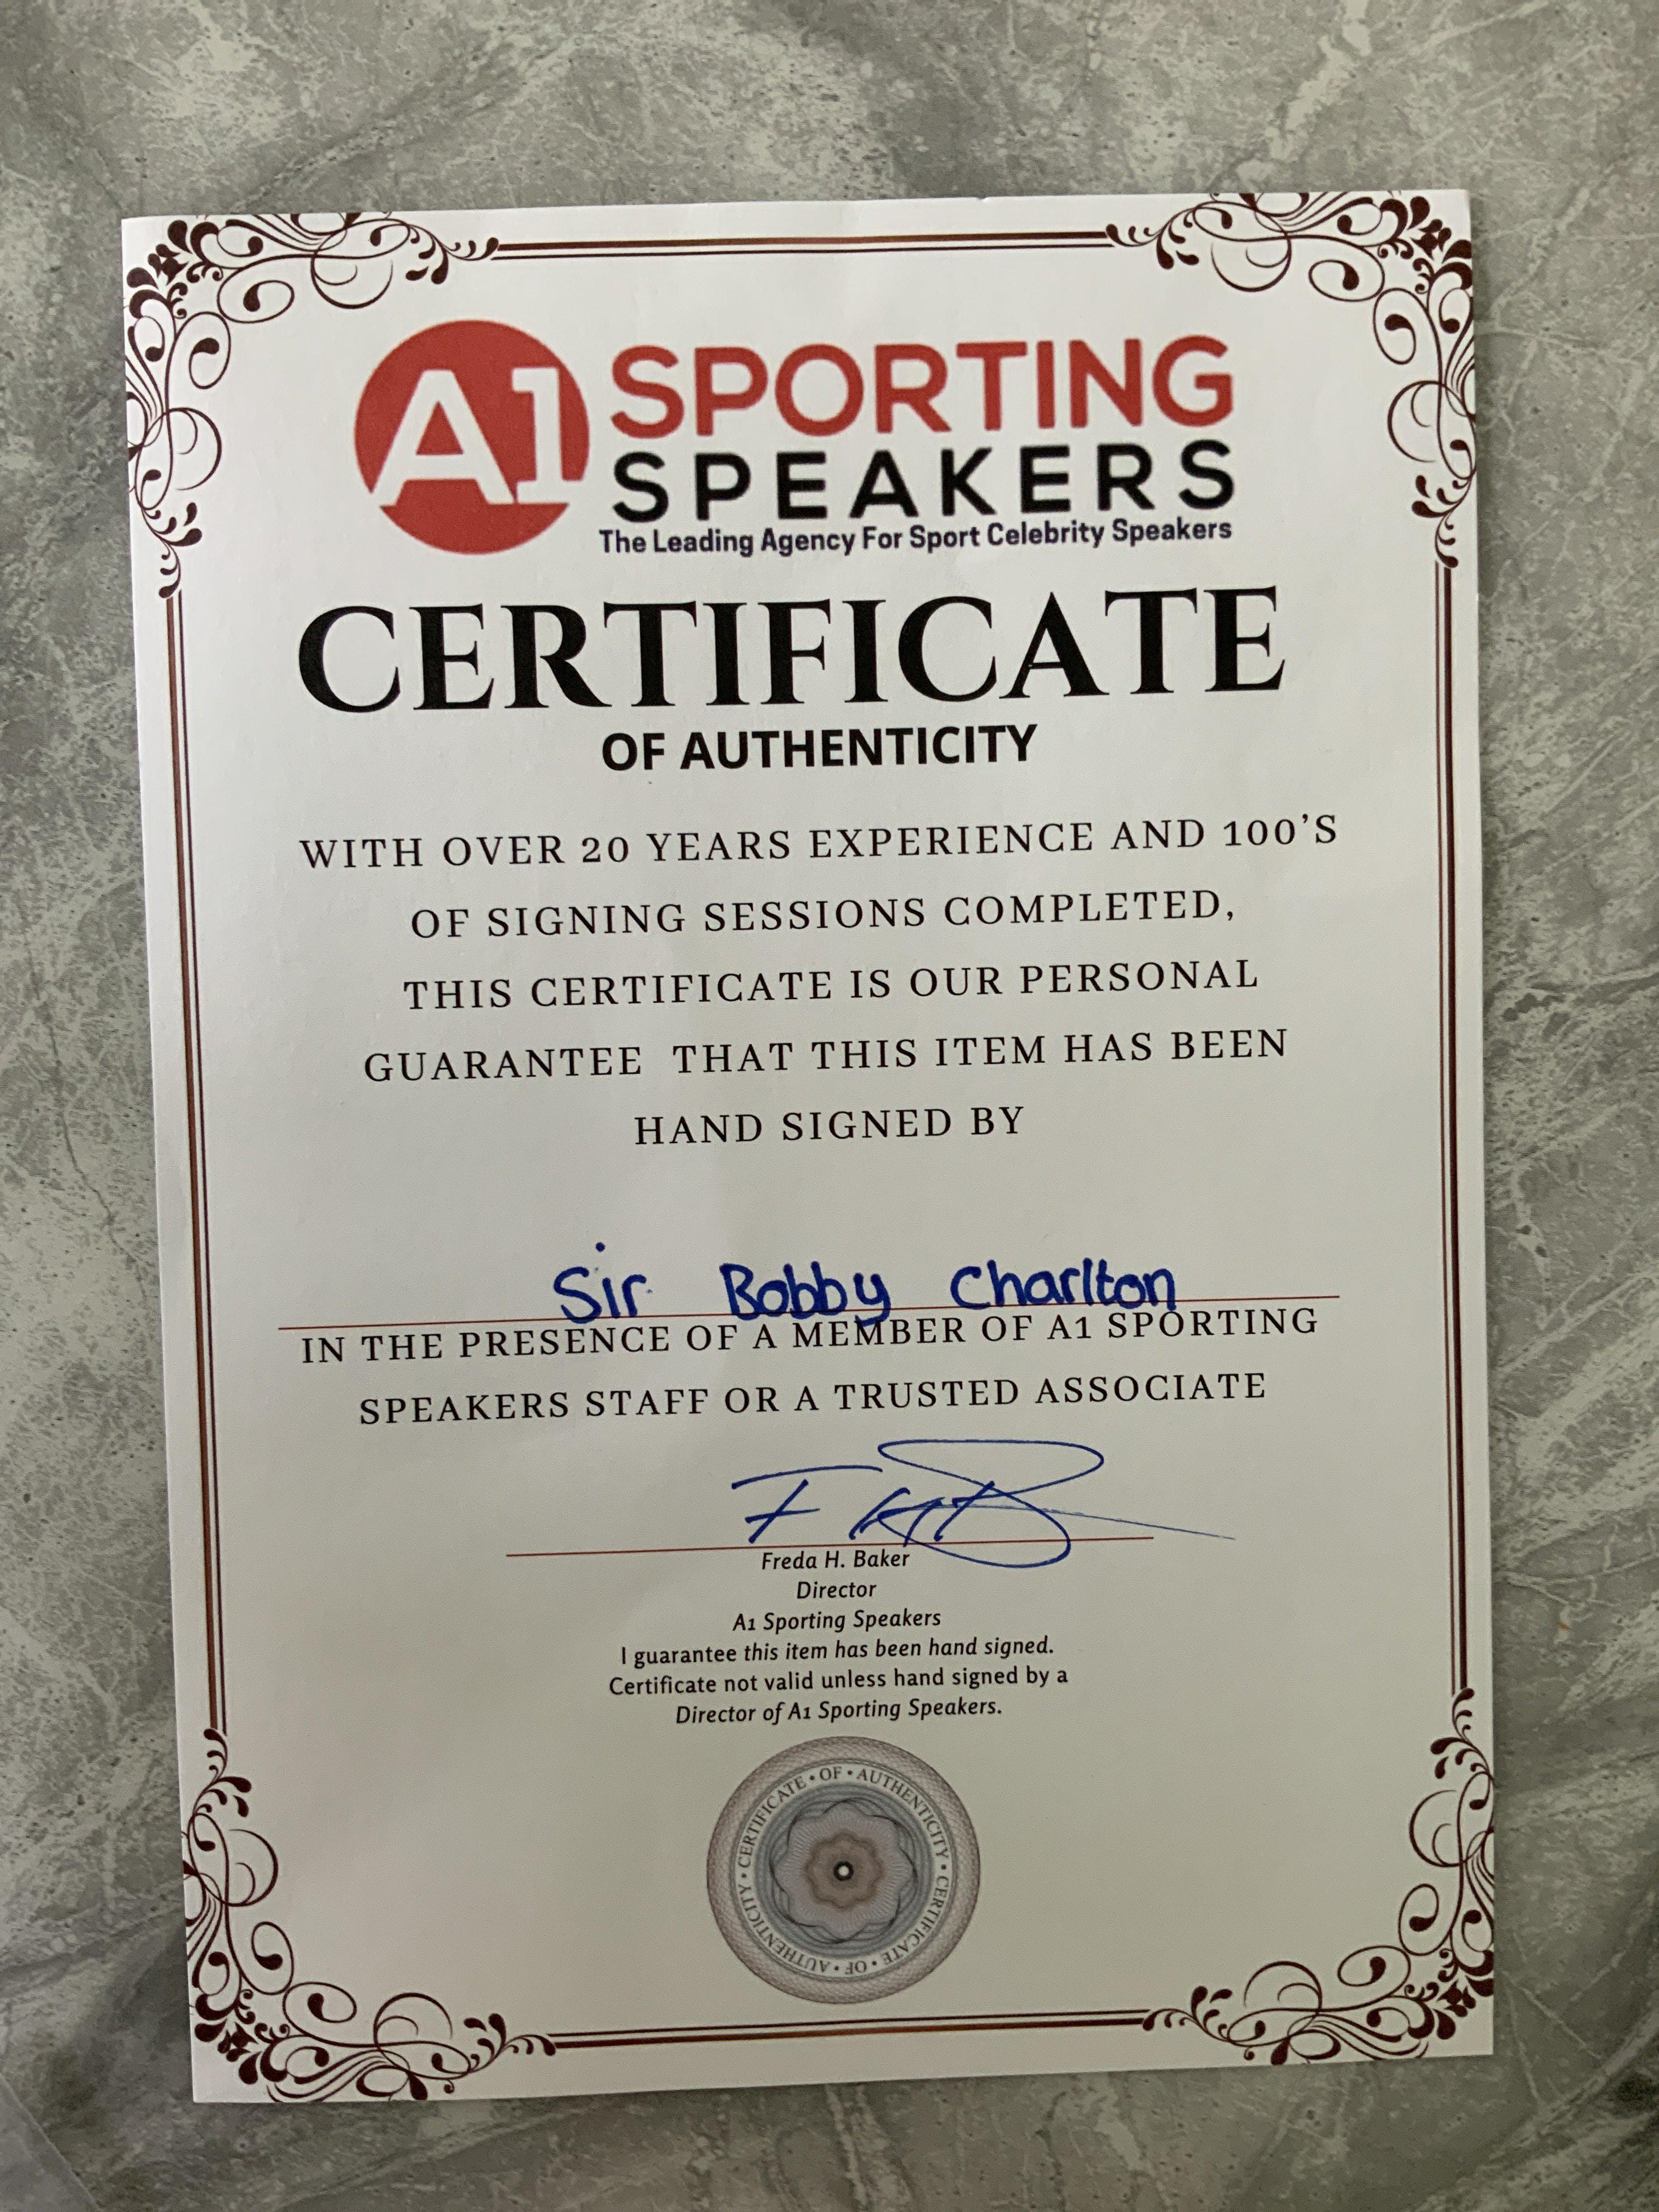 A1 SPORTING
SPEAKERS
The Leading Agency For Sport Celebrity Speakers
CERTIFICATE
OF AUTHENTICITY
WITH OVER 20 YEARS EXPERIENCE AND 100'S
OF SIGNING SESSIONS COMPLETED,
THIS CERTIFICATE IS OUR PERSONAL
GUARANTEE THAT THIS ITEM HAS BEEN
HAND SIGNED BY
Sir Bobby Charlton
IN THE PRESENCE OF A MEMBER OF A1 SPORTING
SPEAKERS STAFF OR A TRUSTED ASSOCIATE
Freda H. Baker
Director
A1 Sporting Speakers
I guarantee this item has been hand signed.
Certificate not valid unless hand signed by a
Director of A1 Sporting Speakers.
CERTIFICATE • OF • AUTHENTICITY • CERTIFICATE • OF • AUTHENTICITY •